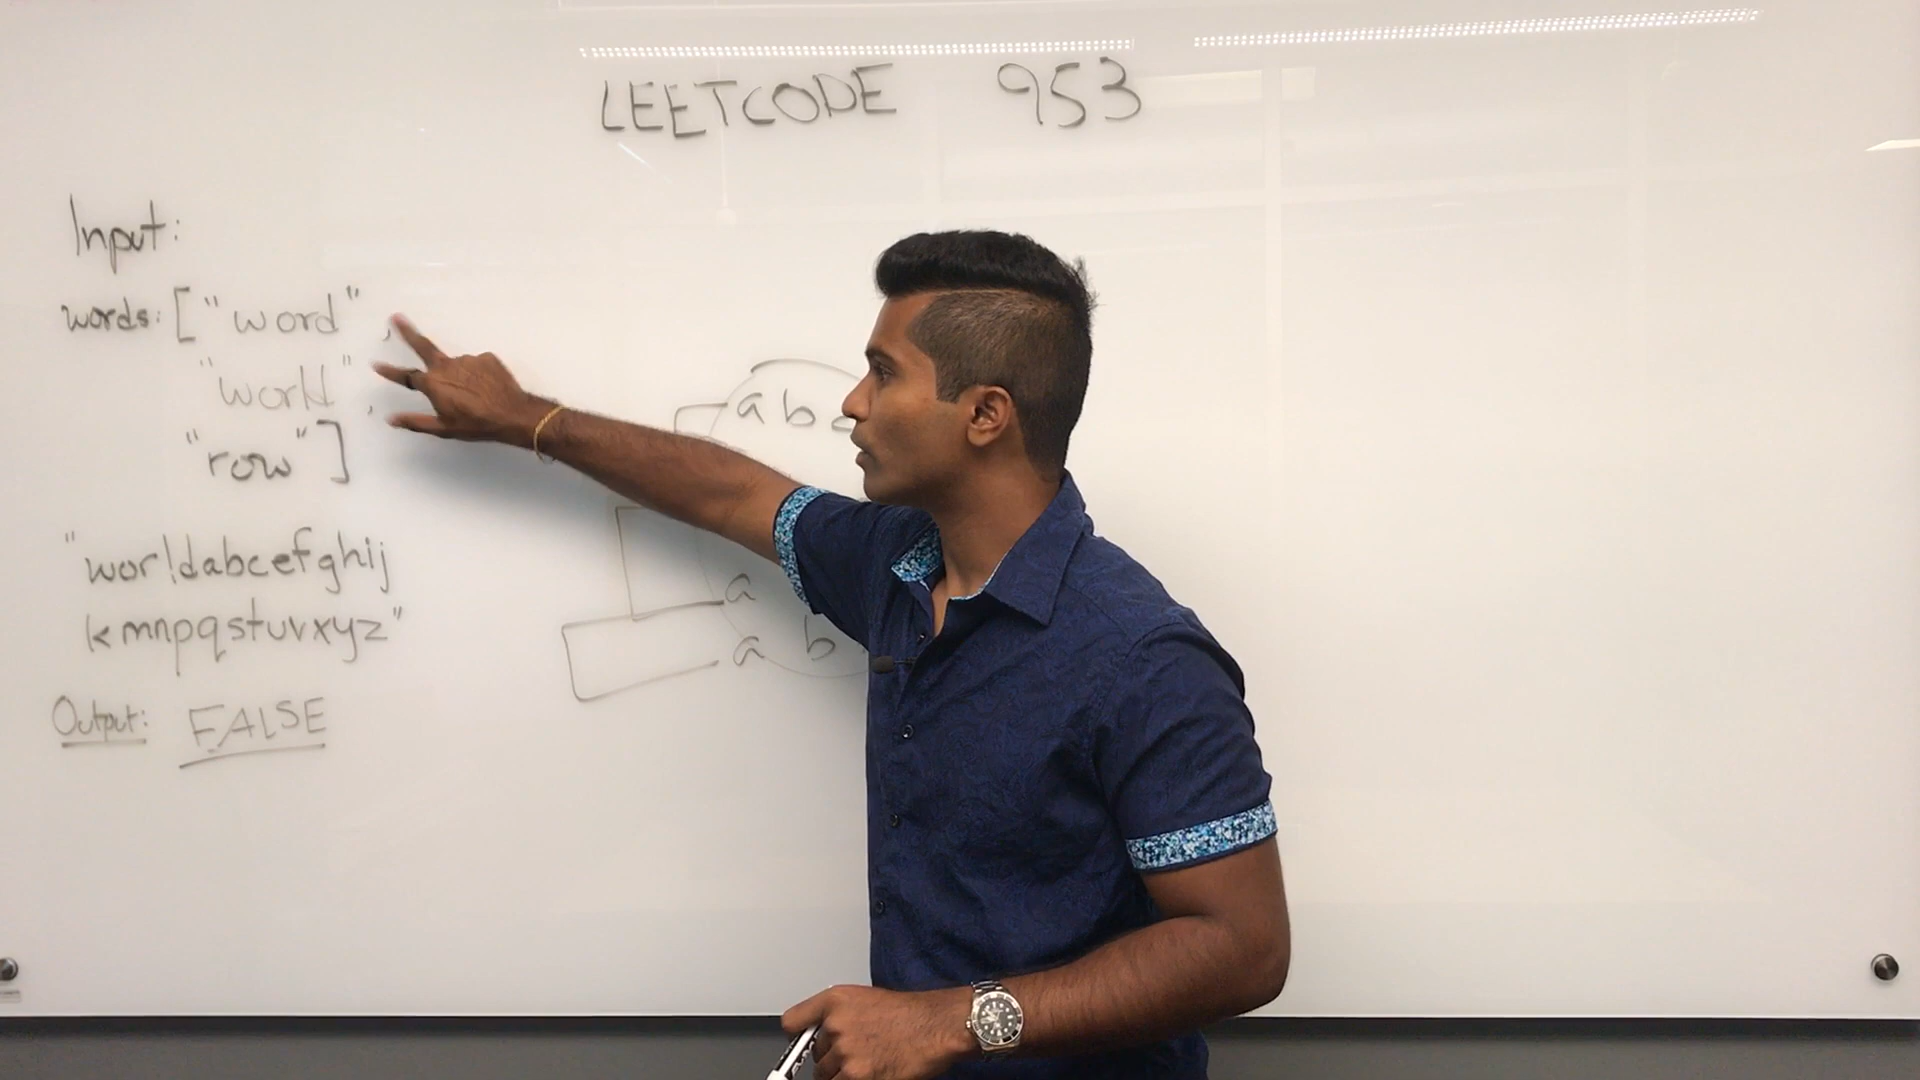 LEETCODE 953
Input:
words: ["word",
"world",
"row"]
"worldabcefghij
kmnpqstuvxyz"
Output: FALSE
a b c
a
a b